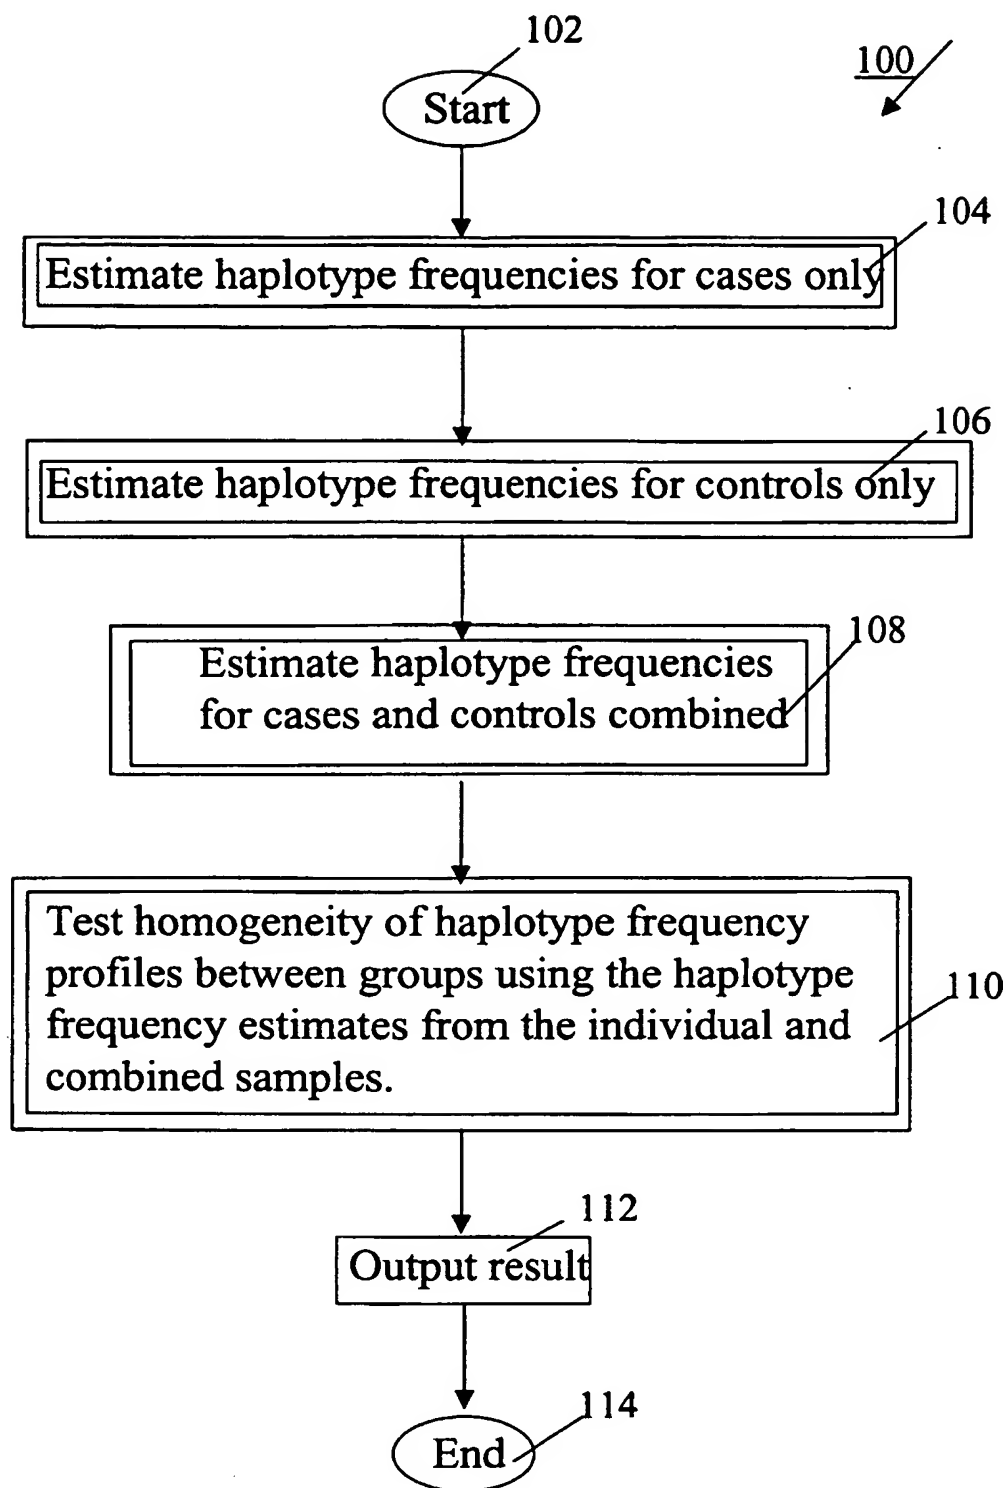 102
100
Start
104
Estimate haplotype frequencies for cases only
106
Estimate haplotype frequencies for controls only
108
Estimate haplotype frequencies
for cases and controls combined
Test homogeneity of haplotype frequency
profiles between groups using the haplotype
frequency estimates from the individual and
combined samples.
110
112
Output result
114
End